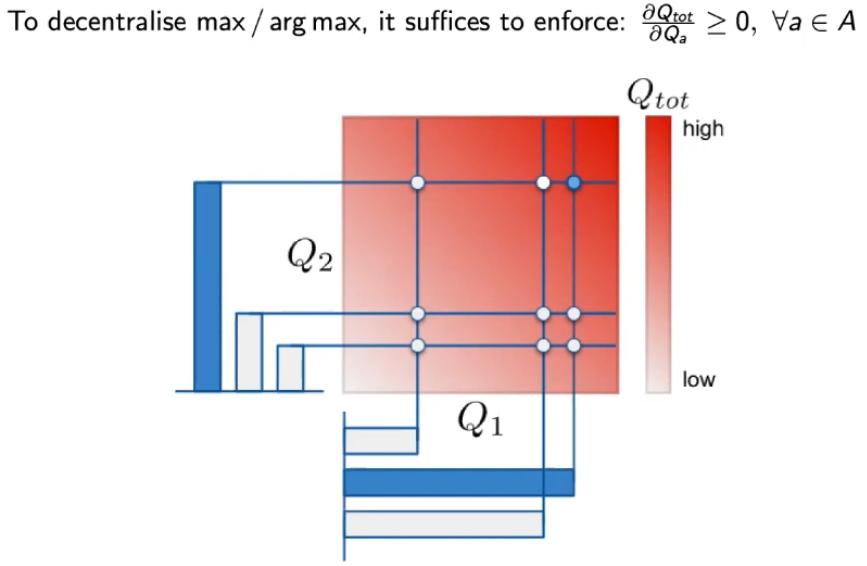 To decentralise max / arg max, it suffices to enforce: ∂Q_tot/∂Q_a ≥ 0, ∀a ∈ A
Q_tot
high
Q_2
low
Q_1